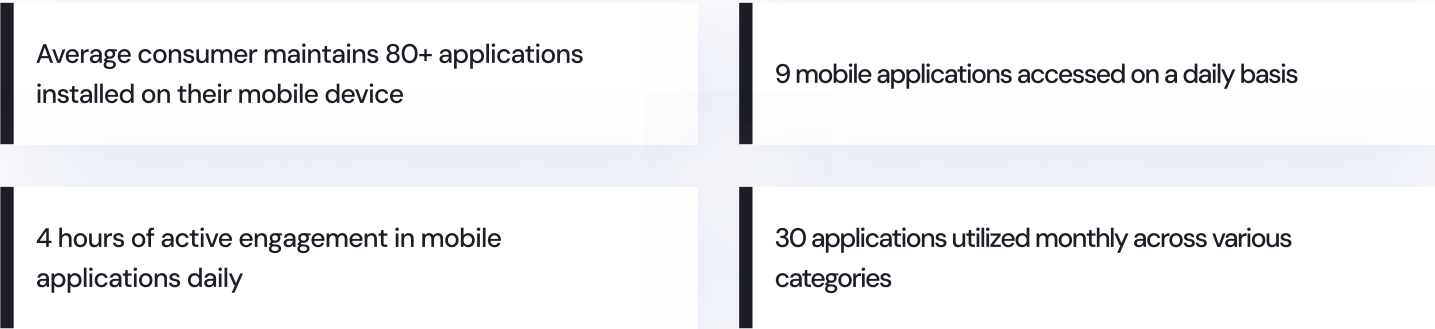 Average consumer maintains 80+ applications
installed on their mobile device
9 mobile applications accessed on a daily basis
4 hours of active engagement in mobile
applications daily
30 applications utilized monthly across various
categories